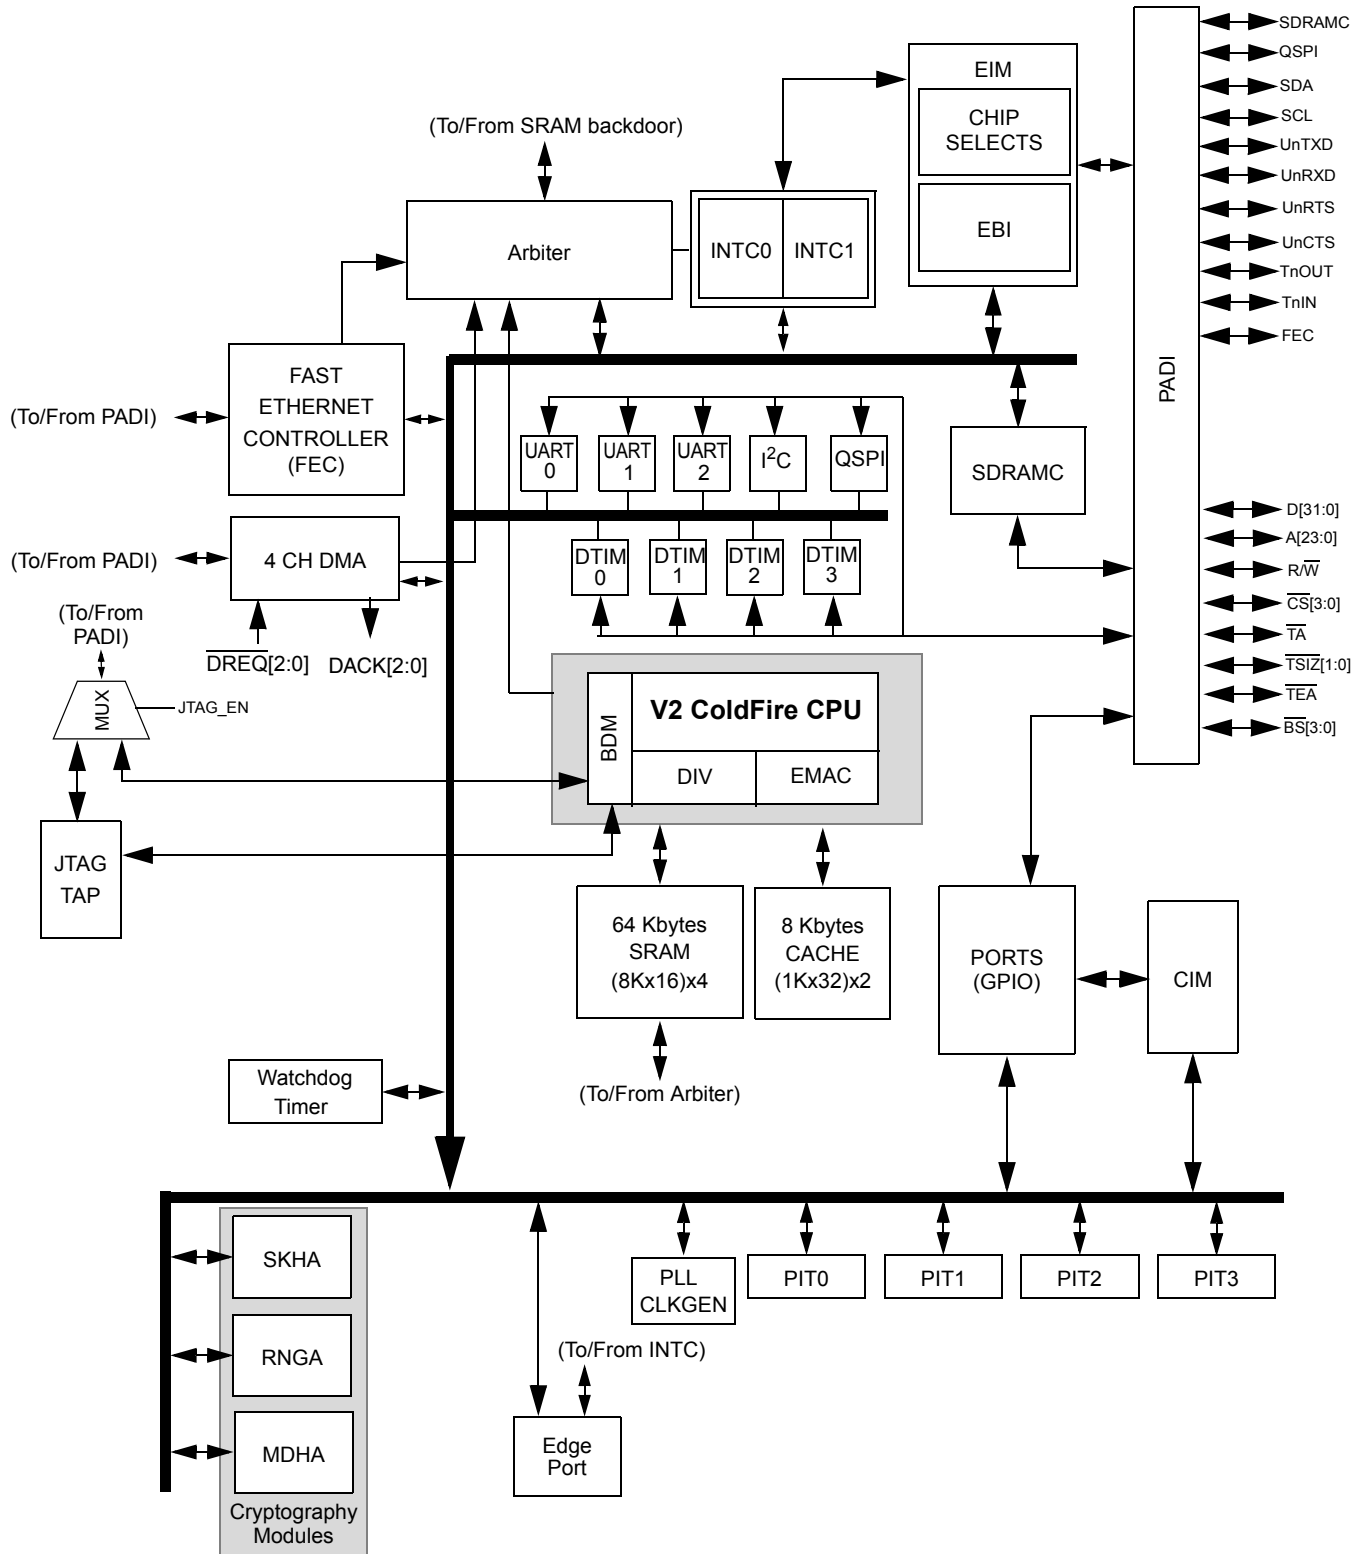 SDRAMC
QSPI
SDA
SCL
UnTXD
UnRXD
UnRTS
UnCTS
TnOUT
TnIN
FEC
PADI
D[31:0]
A[23:0]
R/W̅
C̅S̅[3:0]
T̅A̅
T̅S̅I̅Z̅[1:0]
T̅E̅A̅
B̅S̅[3:0]
EIM
CHIP
SELECTS
EBI
(To/From SRAM backdoor)
Arbiter
INTC0
INTC1
FAST
ETHERNET
CONTROLLER
(FEC)
(To/From PADI)
4 CH DMA
(To/From PADI)
D̅R̅E̅Q̅[2:0]
DACK[2:0]
UART
0
UART
1
UART
2
I²C
QSPI
DTIM
0
DTIM
1
DTIM
2
DTIM
3
SDRAMC
(To/From
PADI)
MUX
JTAG_EN
JTAG
TAP
V2 ColdFire CPU
BDM
DIV
EMAC
64 Kbytes
SRAM
(8Kx16)x4
8 Kbytes
CACHE
(1Kx32)x2
(To/From Arbiter)
PORTS
(GPIO)
CIM
Watchdog
Timer
SKHA
RNGA
MDHA
Cryptography
Modules
PLL
CLKGEN
PIT0
PIT1
PIT2
PIT3
(To/From INTC)
Edge
Port